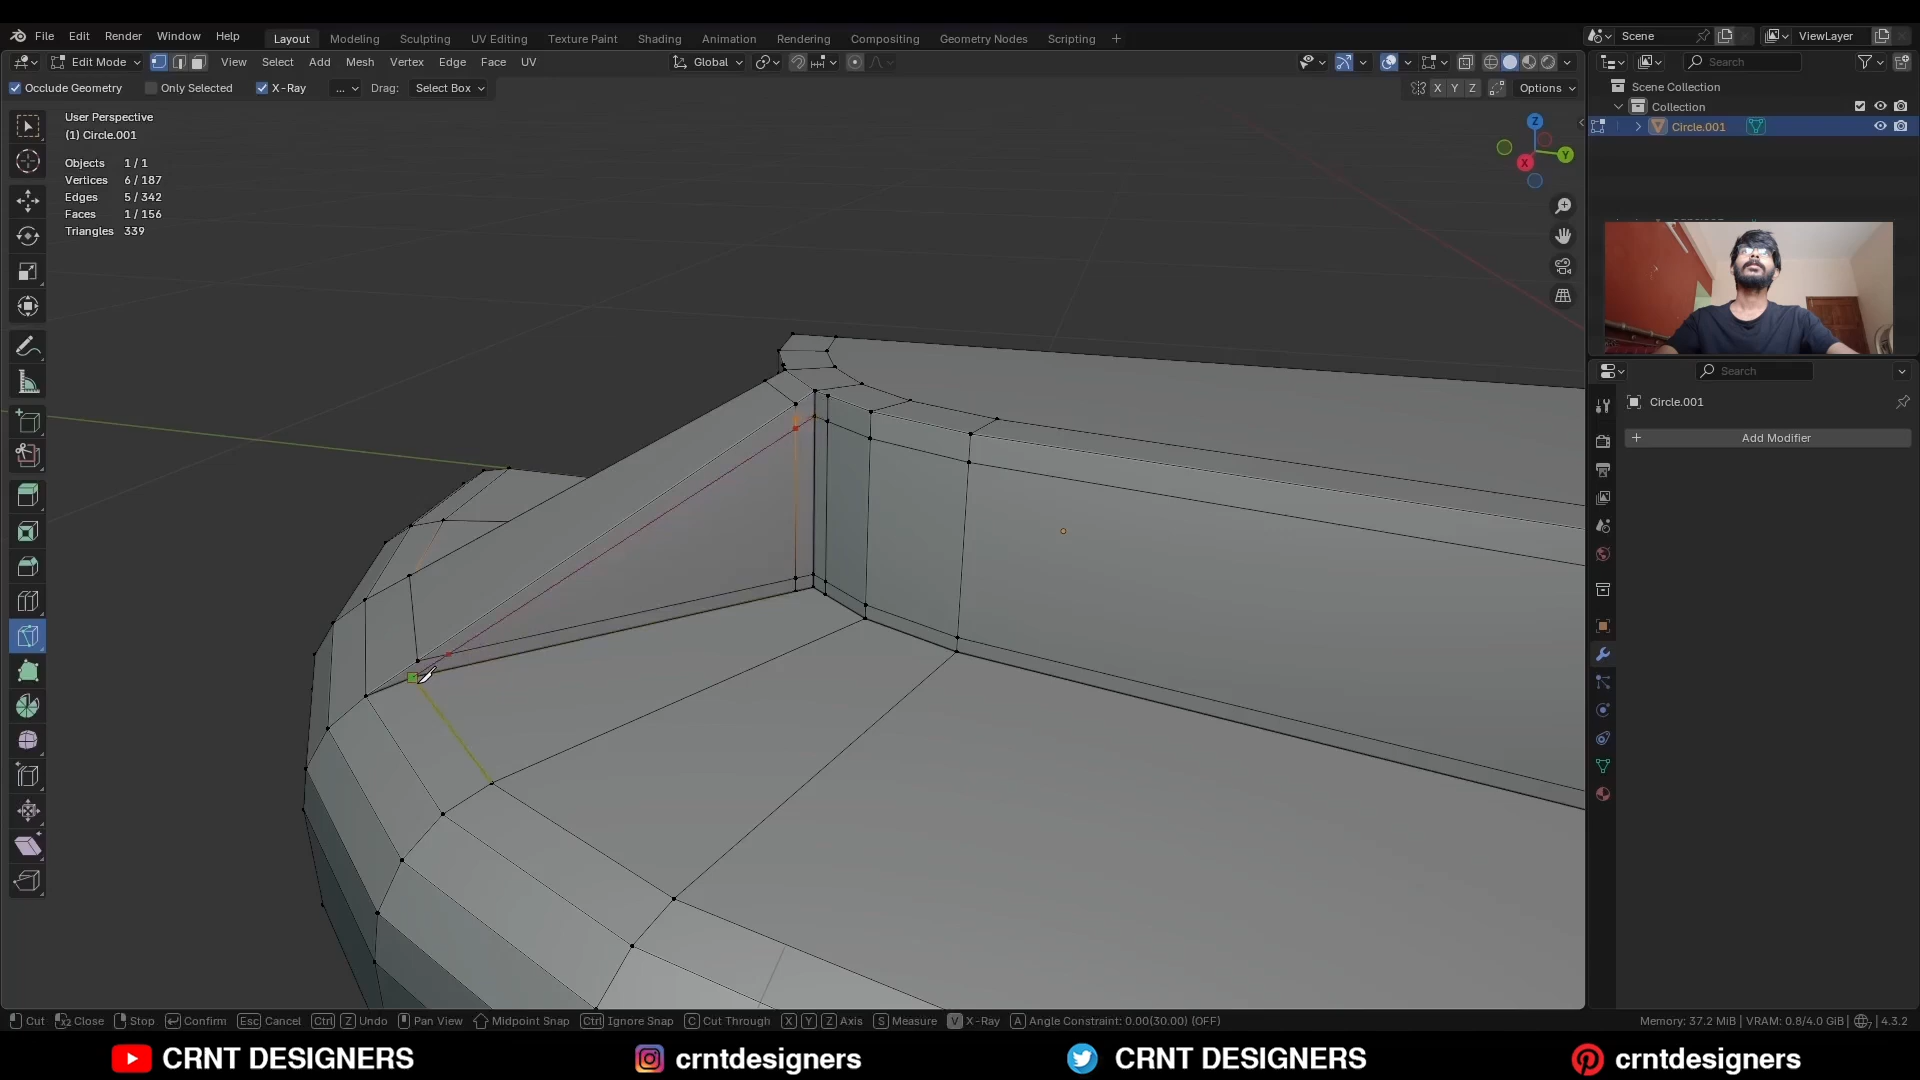 File Edit Render Window Help Layout Modeling Sculpting UV Editing Texture Paint Shading Animation Rendering Compositing Geometry Nodes Scripting + Scene ViewLayer
Edit Mode View Select Add Mesh Vertex Edge Face UV Global Search
Occlude Geometry Only Selected X-Ray ... Drag: Select Box X Y Z Options
Scene Collection
Collection
Circle.001
User Perspective
(1) Circle.001
Objects 1 / 1
Vertices 6 / 187
Edges 5 / 342
Faces 1 / 156
Triangles 339
Z
Y
X
Search
Circle.001
+ Add Modifier
Cut x2 Close Stop Confirm Esc Cancel Ctrl Z Undo Pan View Midpoint Snap Ctrl Ignore Snap C Cut Through X Y Z Axis S Measure V X-Ray A Angle Constraint: 0.00(30.00) (OFF) Memory: 37.2 MiB | VRAM: 0.8/4.0 GiB | 4.3.2
CRNT DESIGNERS crntdesigners CRNT DESIGNERS crntdesigners